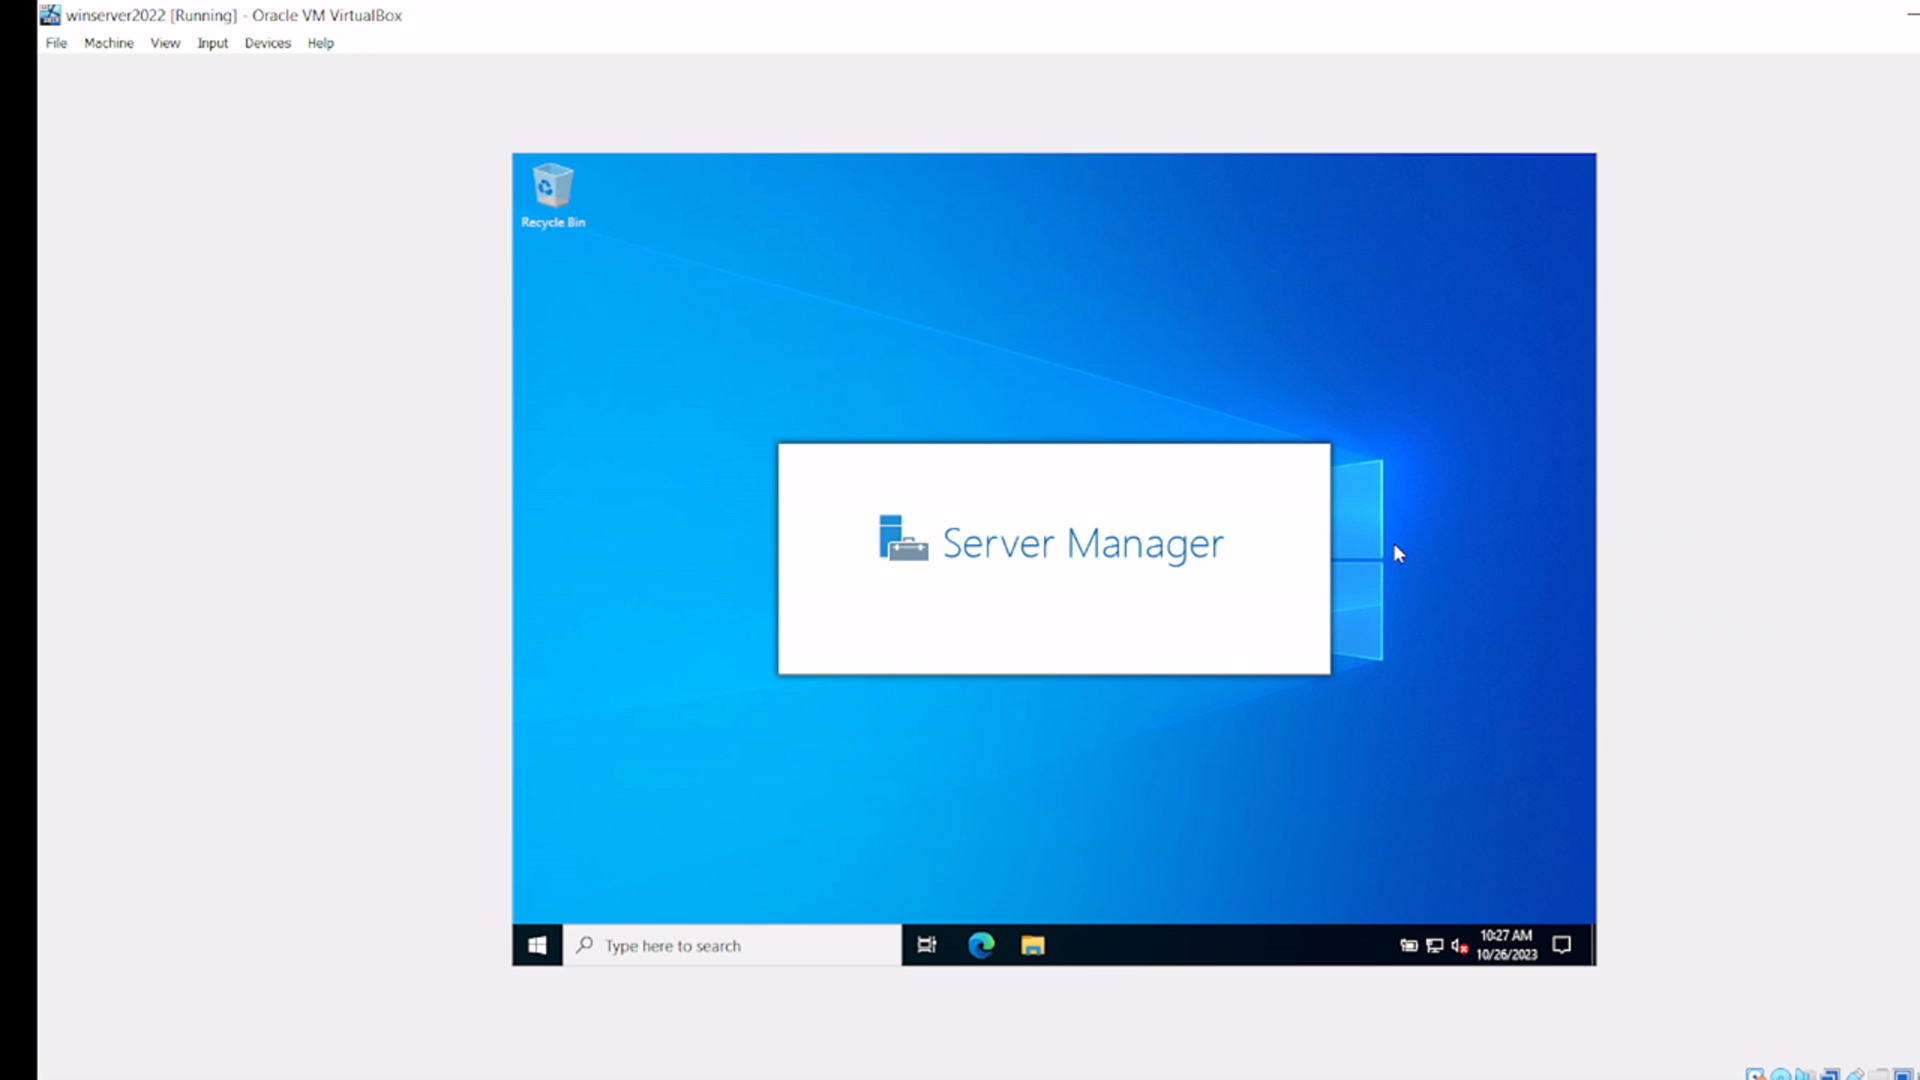 winserver2022 [Running] - Oracle VM VirtualBox
File Machine View Input Devices Help
Recycle Bin
Server Manager
Type here to search
10:27 AM
10/26/2023